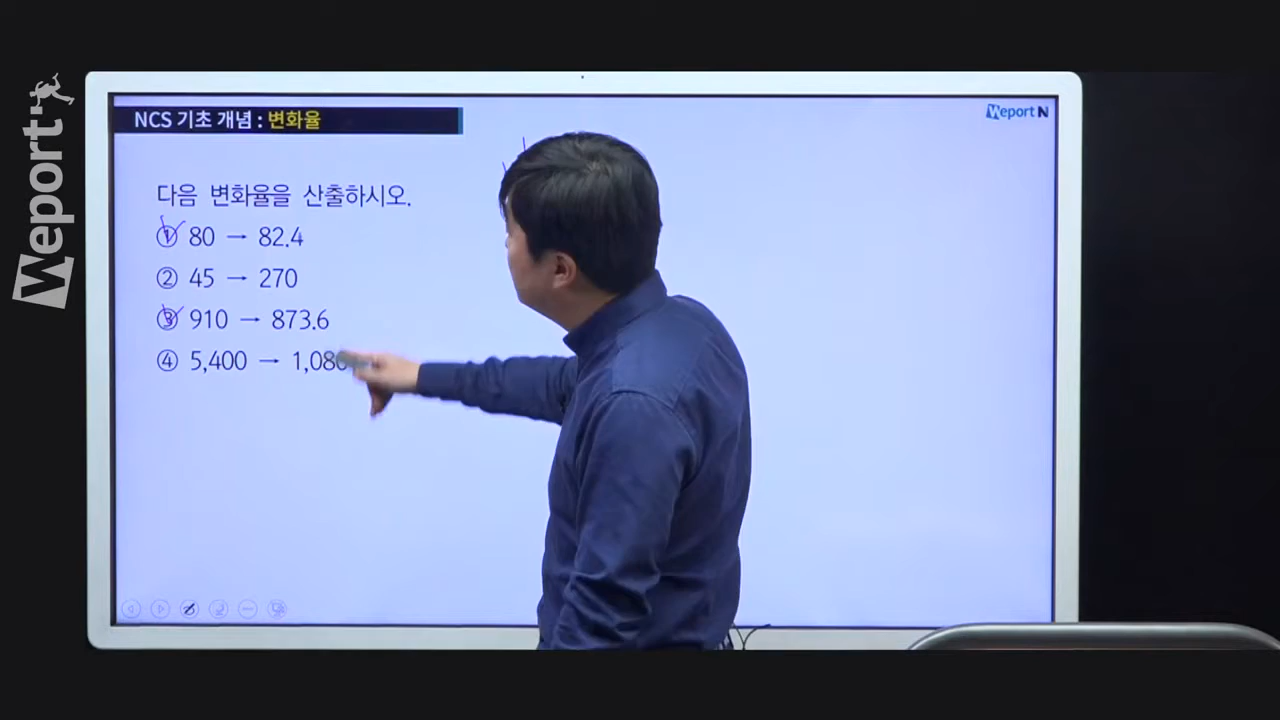 Weport
NCS 기초 개념 : 변화율
Weport N
다음 변화율을 산출하시오.
① 80 → 82.4
② 45 → 270
③ 910 → 873.6
④ 5,400 → 1,080